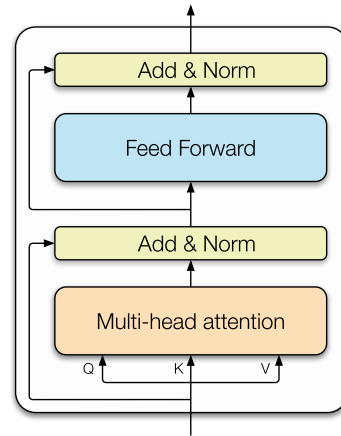 Add & Norm
Feed Forward
Add & Norm
Multi-head attention
Q K V